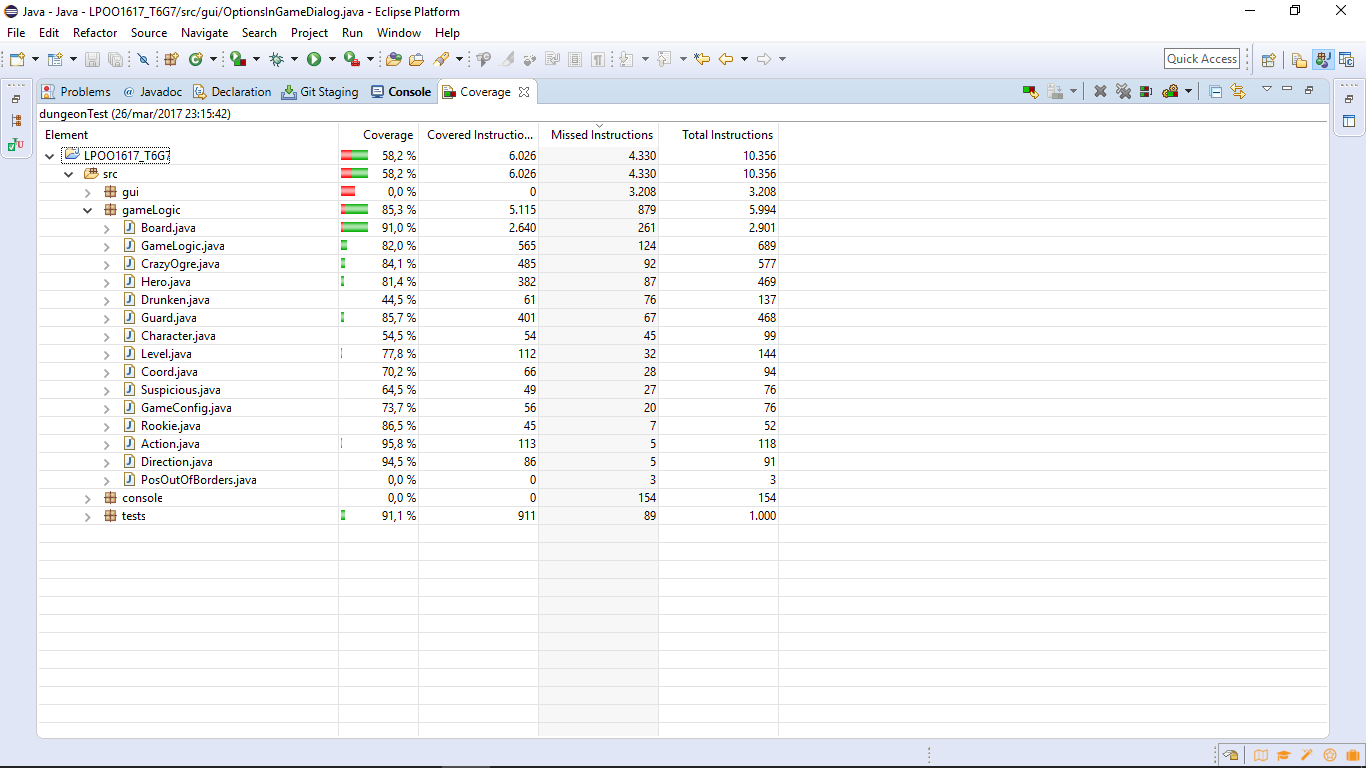 Java - Java - LPOO1617_T6G7/src/gui/OptionsInGameDialog.java - Eclipse Platform
File Edit Refactor Source Navigate Search Project Run Window Help
Quick Access
Problems @ Javadoc Declaration Git Staging Console Coverage
dungeonTest (26/mar/2017 23:15:42)
Element Coverage Covered Instructio... Missed Instructions Total Instructions
LPOO1617_T6G7 58,2 % 6.026 4.330 10.356
src 58,2 % 6.026 4.330 10.356
gui 0,0 % 0 3.208 3.208
gameLogic 85,3 % 5.115 879 5.994
Board.java 91,0 % 2.640 261 2.901
GameLogic.java 82,0 % 565 124 689
CrazyOgre.java 84,1 % 485 92 577
Hero.java 81,4 % 382 87 469
Drunken.java 44,5 % 61 76 137
Guard.java 85,7 % 401 67 468
Character.java 54,5 % 54 45 99
Level.java 77,8 % 112 32 144
Coord.java 70,2 % 66 28 94
Suspicious.java 64,5 % 49 27 76
GameConfig.java 73,7 % 56 20 76
Rookie.java 86,5 % 45 7 52
Action.java 95,8 % 113 5 118
Direction.java 94,5 % 86 5 91
PosOutOfBorders.java 0,0 % 0 3 3
console 0,0 % 0 154 154
tests 91,1 % 911 89 1.000